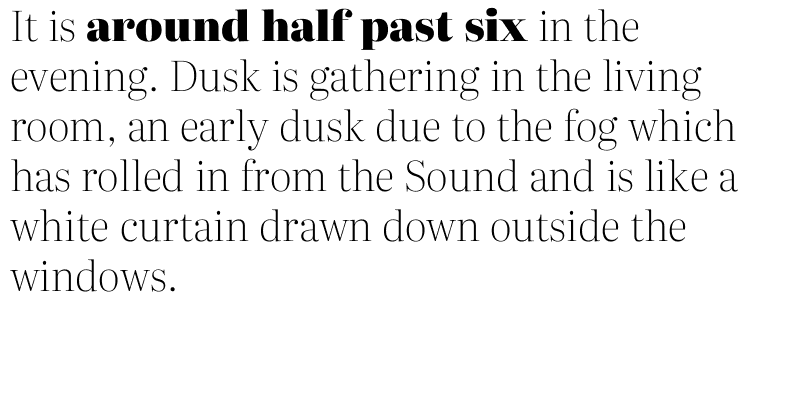 It is around half past six in the
evening. Dusk is gathering in the living
room, an early dusk due to the fog which
has rolled in from the Sound and is like a
white curtain drawn down outside the
windows.